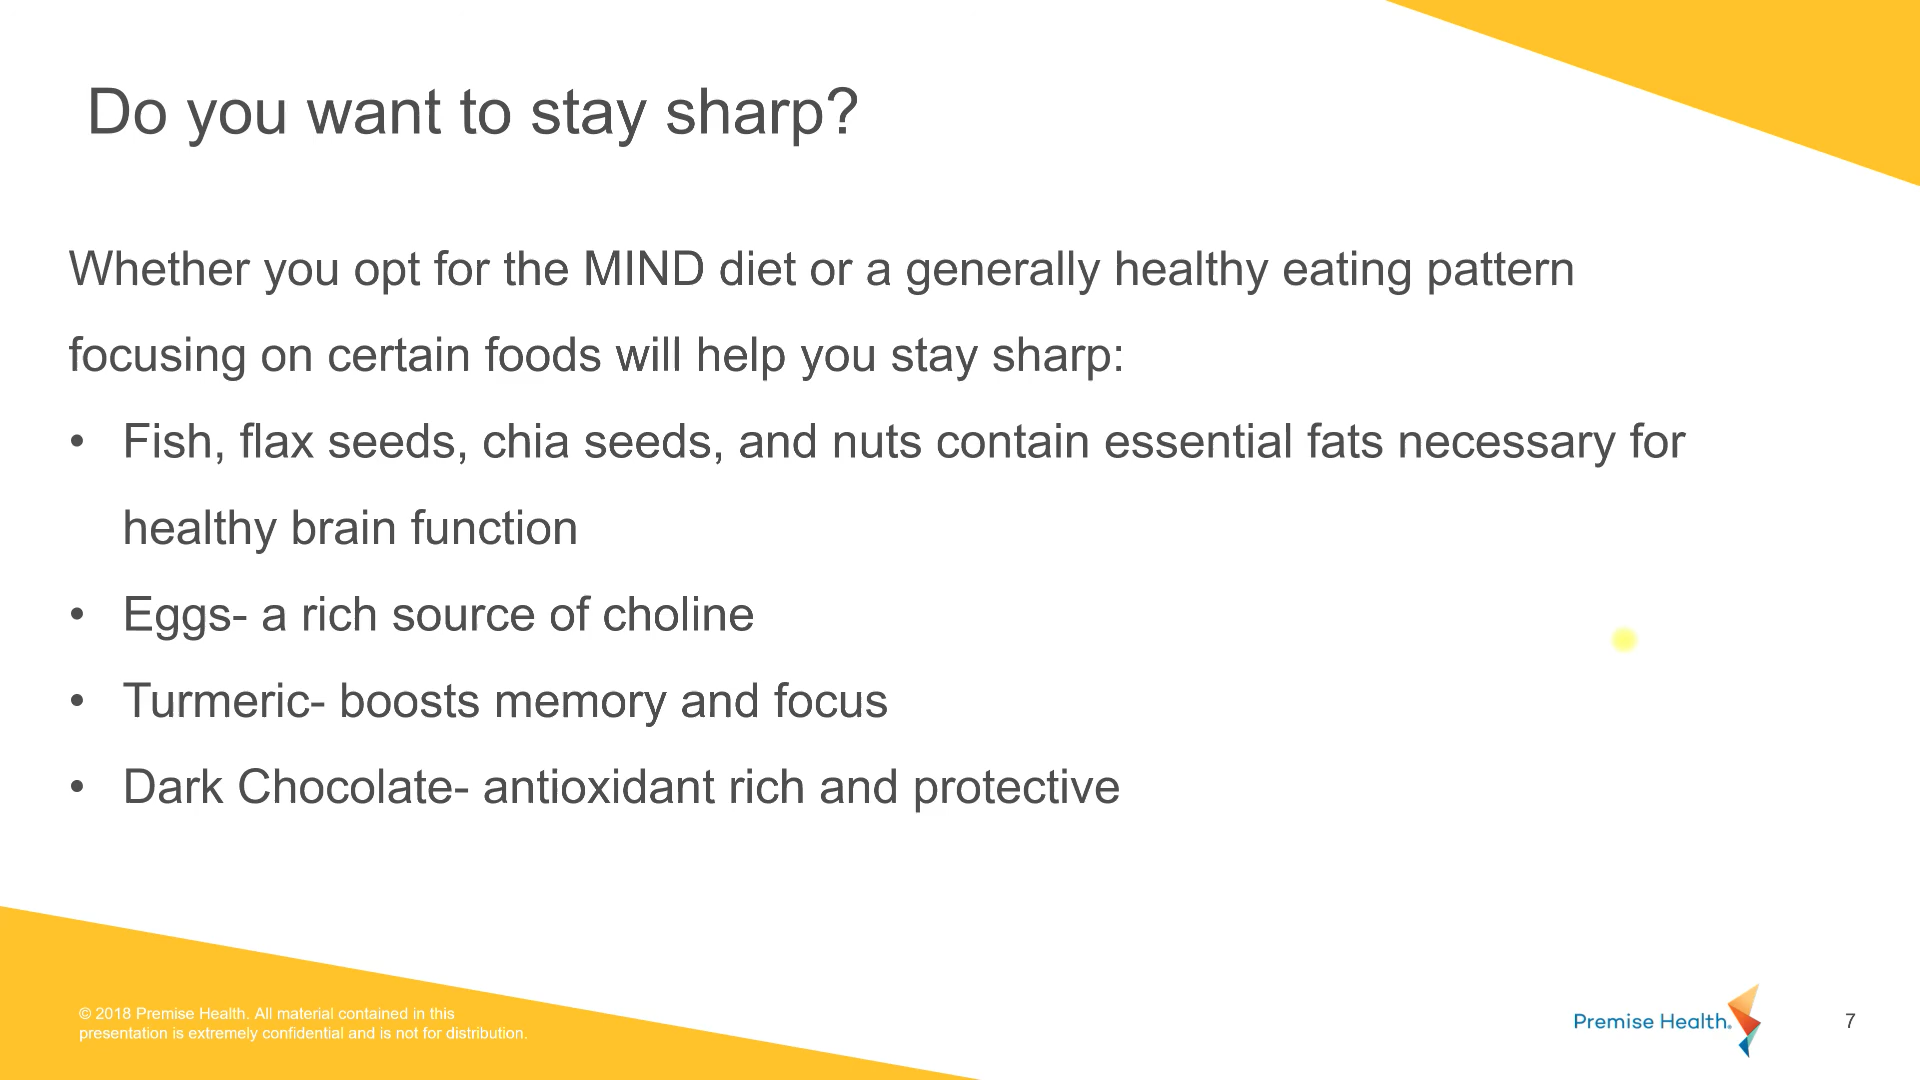 Do you want to stay sharp?
Whether you opt for the MIND diet or a generally healthy eating pattern
focusing on certain foods will help you stay sharp:
• Fish, flax seeds, chia seeds, and nuts contain essential fats necessary for
healthy brain function
• Eggs- a rich source of choline
• Turmeric- boosts memory and focus
• Dark Chocolate- antioxidant rich and protective
© 2018 Premise Health. All material contained in this
presentation is extremely confidential and is not for distribution.
Premise Health.
7